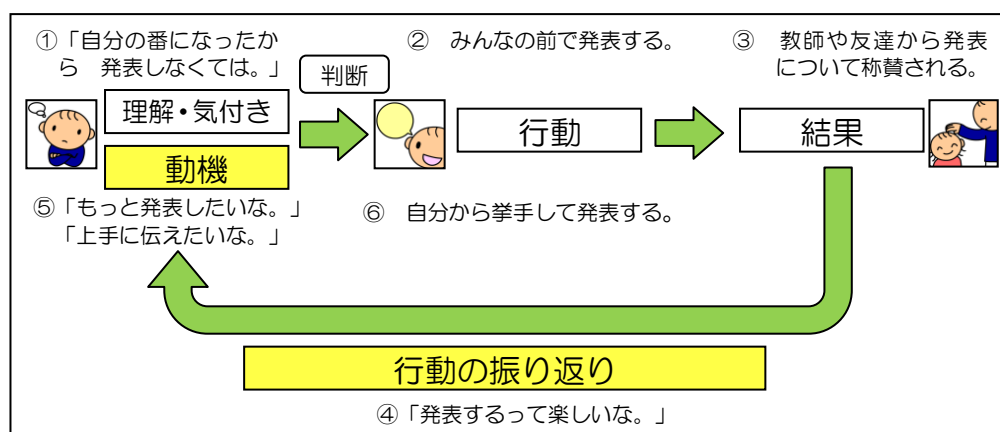 ①「自分の番になったか
ら　発表しなくては。」
判断
②　みんなの前で発表する。
③　教師や友達から発表
について称賛される。
理解・気付き
動機
行動
結果
⑤「もっと発表したいな。」
「上手に伝えたいな。」
⑥　自分から挙手して発表する。
行動の振り返り
④「発表するって楽しいな。」